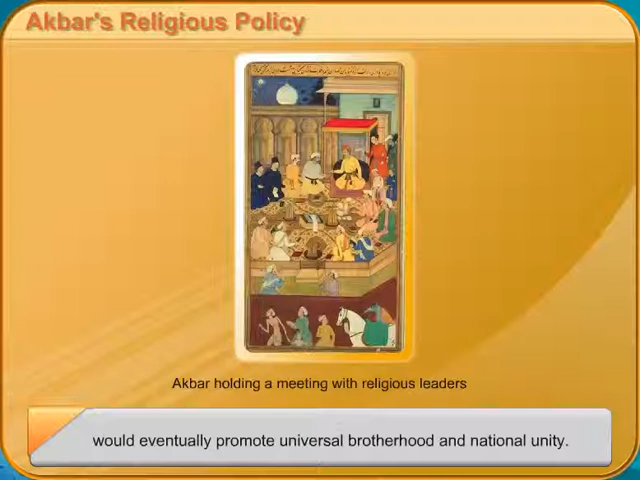 Akbar's Religious Policy
Akbar holding a meeting with religious leaders
would eventually promote universal brotherhood and national unity.